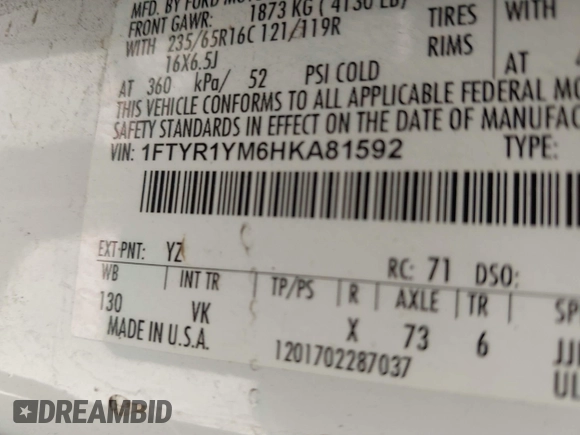 MFD. BY FORD MOTOR
FRONT GAWR: 1873 KG ( 4130 LB)
WITH 235/65R16C 121/119R TIRES WITH
16X6.5J RIMS
AT 360 kPa/ 52 PSI COLD AT
THIS VEHICLE CONFORMS TO ALL APPLICABLE FEDERAL MO
SAFETY STANDARDS IN EFFECT ON THE DATE OF MANUFAC
VIN: 1FTYR1YM6HKA81592 TYPE:
EXT PNT: YZ RC: 71 DSO:
WB INT TR TP/PS R AXLE TR SP
130 VK X 73 6 JJ
MADE IN U.S.A. 1201702287037 UL
DREAMBID